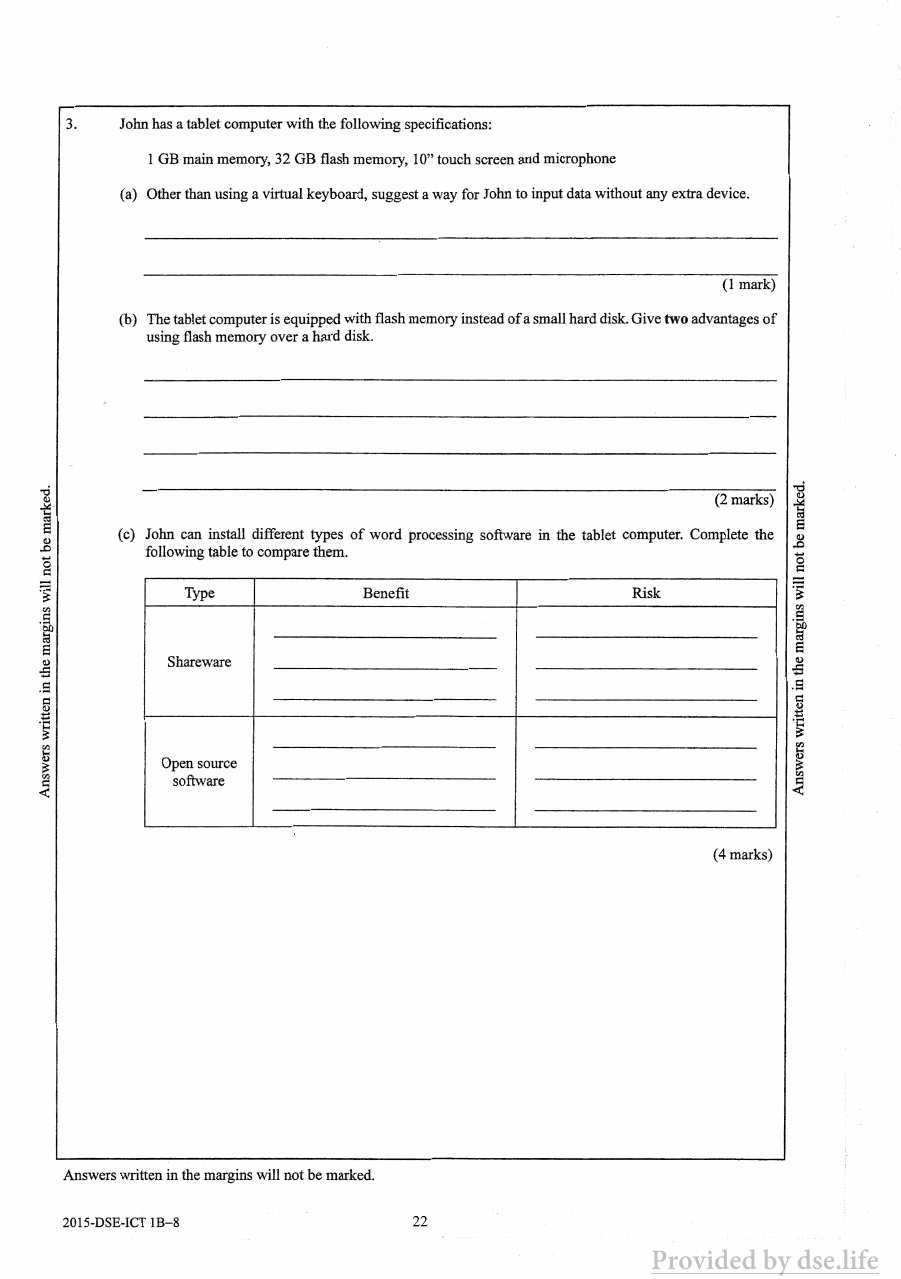 3. John has a tablet computer with the following specifications:
1 GB main memory, 32 GB flash memory, 10” touch screen and microphone
(a) Other than using a virtual keyboard, suggest a way for John to input data without any extra device.
(1 mark)
(b) The tablet computer is equipped with flash memory instead of a small hard disk. Give two advantages of
using flash memory over a hard disk.
(2 marks)
(c) John can install different types of word processing software in the tablet computer. Complete the
following table to compare them.
Type Benefit Risk
Shareware
Open source
software
(4 marks)
Answers written in the margins will not be marked.
Answers written in the margins will not be marked.
Answers written in the margins will not be marked.
2015-DSE-ICT 1B–8 22
Provided by dse.life